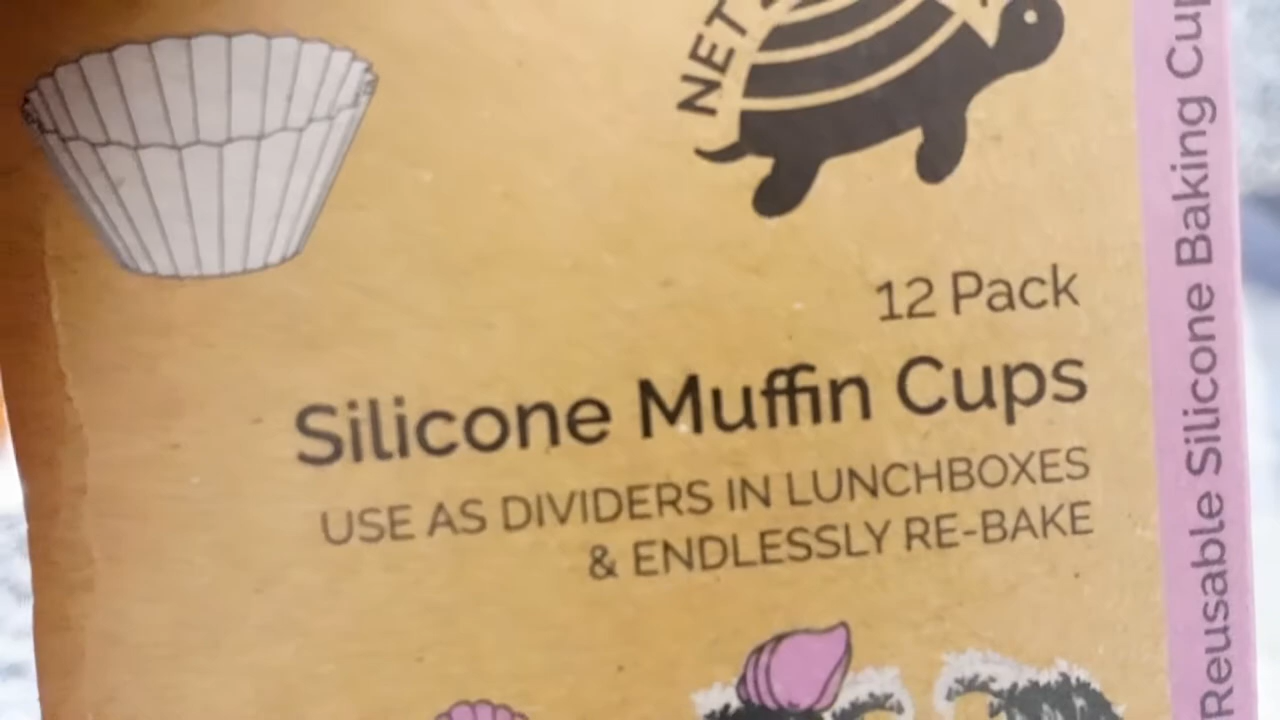 NET
12 Pack
Silicone Muffin Cups
USE AS DIVIDERS IN LUNCHBOXES
& ENDLESSLY RE-BAKE
Reusable Silicone Baking Cup